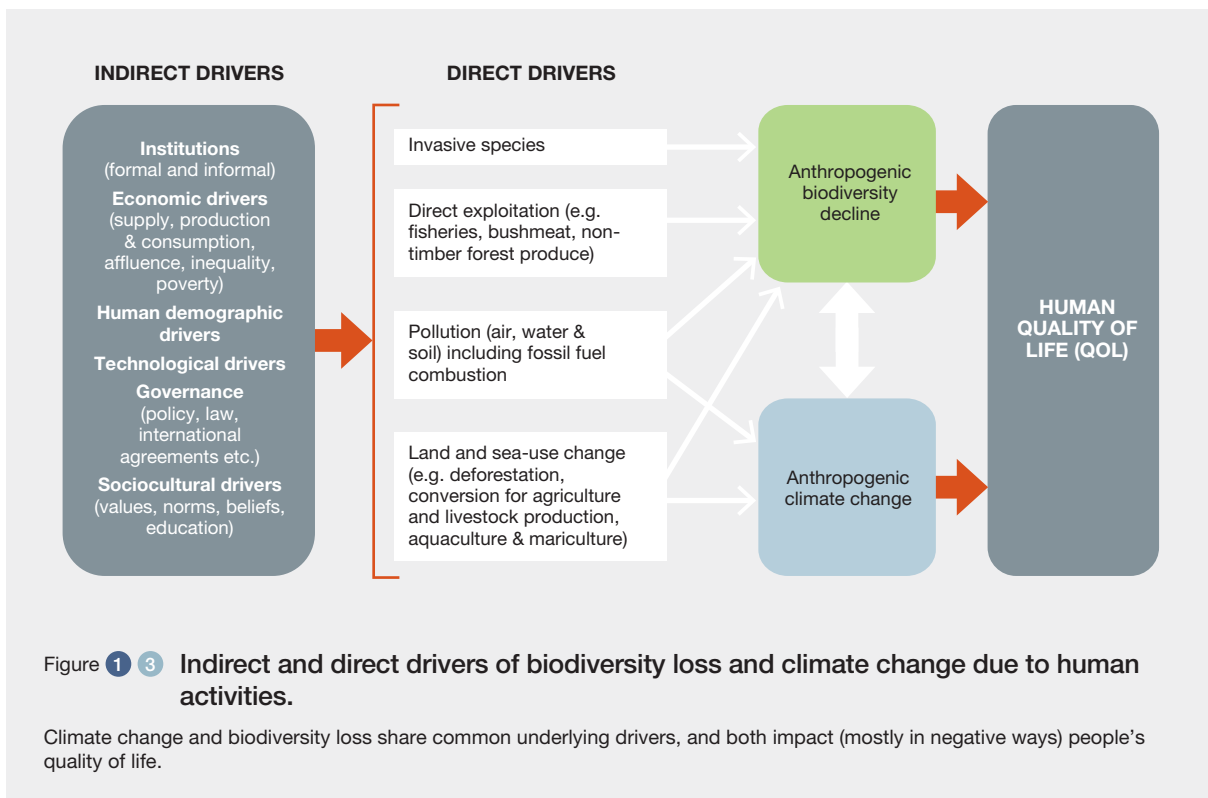 INDIRECT DRIVERS
DIRECT DRIVERS
Institutions
(formal and informal)
Economic drivers
(supply, production
& consumption,
affluence, inequality,
poverty)
Human demographic
drivers
Technological drivers
Governance
(policy, law,
international
agreements etc.)
Sociocultural drivers
(values, norms, beliefs,
education)
Invasive species
Direct exploitation (e.g.
fisheries, bushmeat, non-
timber forest produce)
Pollution (air, water &
soil) including fossil fuel
combustion
Land and sea-use change
(e.g. deforestation,
conversion for agriculture
and livestock production,
aquaculture & mariculture)
Anthropogenic
biodiversity
decline
Anthropogenic
climate change
HUMAN
QUALITY OF
LIFE (QOL)
Figure 1 3 Indirect and direct drivers of biodiversity loss and climate change due to human
activities.
Climate change and biodiversity loss share common underlying drivers, and both impact (mostly in negative ways) people's
quality of life.